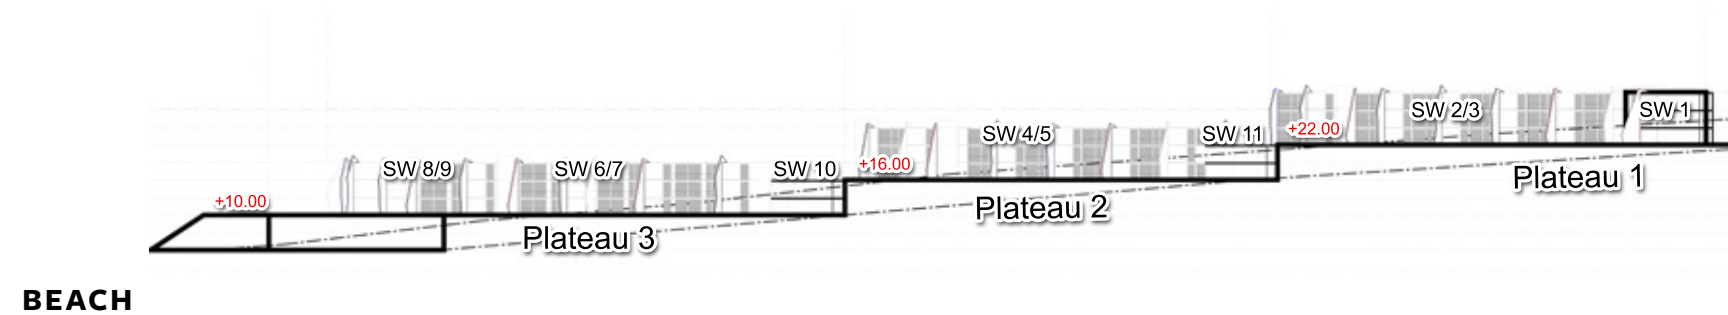 SW 2/3
SW 1
+22.00
SW 4/5
SW 11
+16.00
SW 8/9
SW 6/7
SW 10
+10.00
Plateau 1
Plateau 2
Plateau 3
BEACH